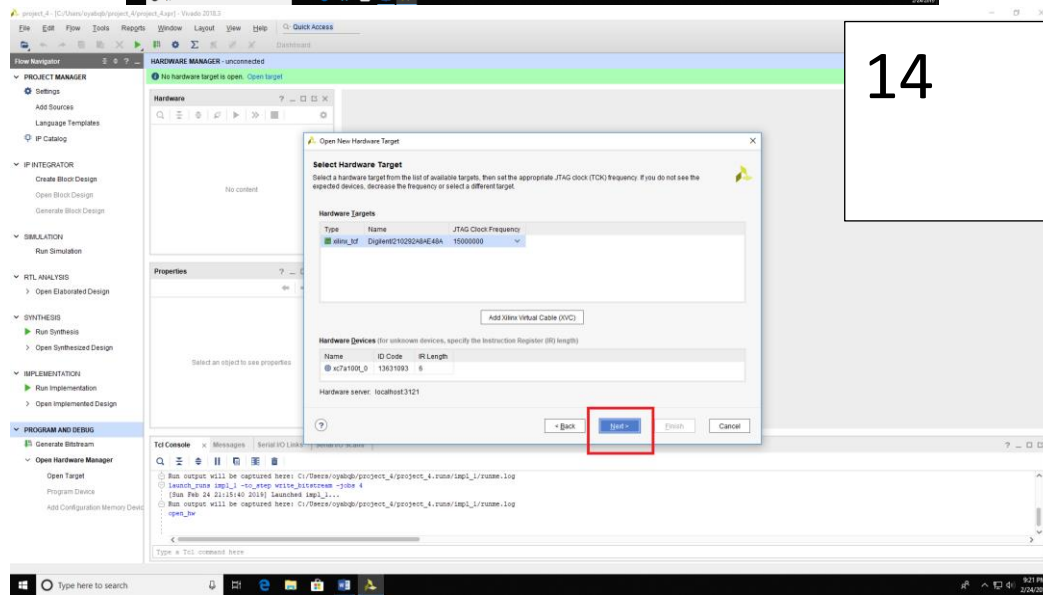 project_4 - [C:/Users/oyabqb/project_4/project_4.xpr] - Vivado 2018.3
File Edit Flow Tools Reports Window Layout View Help Quick Access
Dashboard
Flow Navigator
HARDWARE MANAGER - unconnected
No hardware target is open. Open target
PROJECT MANAGER
Settings
Add Sources
Language Templates
IP Catalog
IP INTEGRATOR
Create Block Design
Open Block Design
Generate Block Design
SIMULATION
Run Simulation
RTL ANALYSIS
Open Elaborated Design
SYNTHESIS
Run Synthesis
Open Synthesized Design
IMPLEMENTATION
Run Implementation
Open Implemented Design
PROGRAM AND DEBUG
Generate Bitstream
Open Hardware Manager
Open Target
Program Device
Add Configuration Memory Devic
Hardware
No content
Properties
Select an object to see properties
Open New Hardware Target
Select Hardware Target
Select a hardware target from the list of available targets, then set the appropriate JTAG clock (TCK) frequency. If you do not see the
expected devices, decrease the frequency or select a different target.
Hardware Targets
Type Name JTAG Clock Frequency
xilinx_tcf Digilent/210292A8AE48A 15000000
Add Xilinx Virtual Cable (XVC)
Hardware Devices (for unknown devices, specify the Instruction Register (IR) length)
Name ID Code IR Length
xc7a100t_0 13631093 6
Hardware server: localhost:3121
< Back Next > Finish Cancel
14
Tcl Console Messages Serial I/O Links Serial I/O Scans
Run output will be captured here: C:/Users/oyabqb/project_4/project_4.runs/impl_1/runme.log
launch_runs impl_1 -to_step write_bitstream -jobs 4
[Sun Feb 24 21:15:40 2019] Launched impl_1...
Run output will be captured here: C:/Users/oyabqb/project_4/project_4.runs/impl_1/runme.log
open_hw
Type a Tcl command here
Type here to search
9:21 PM
2/24/20